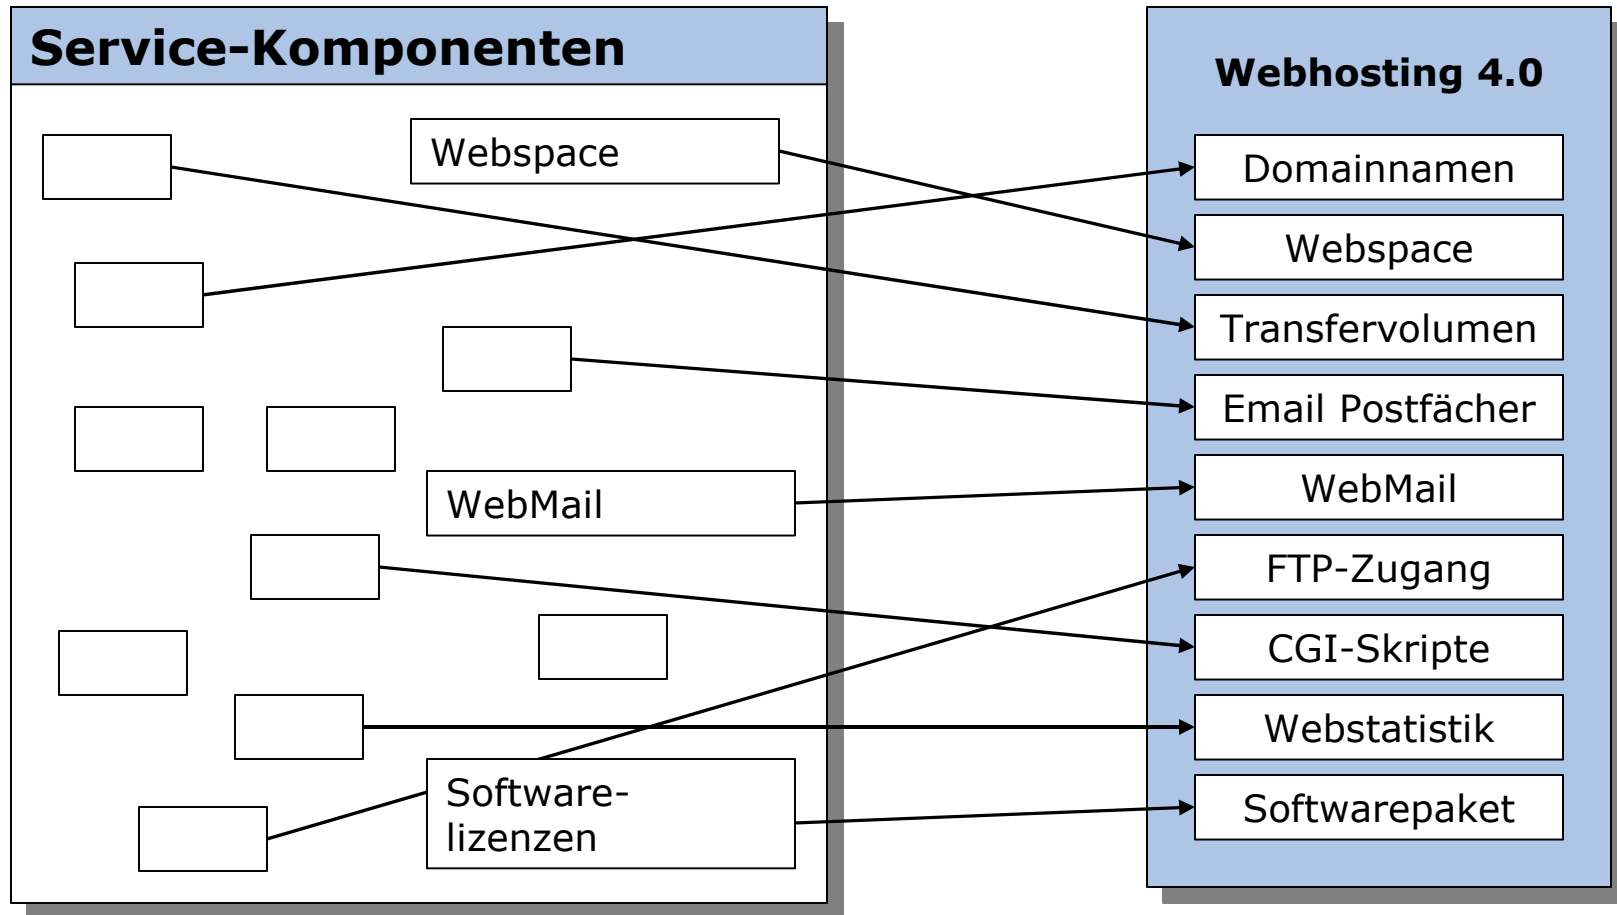 Service-Komponenten
Webspace
WebMail
Software-
lizenzen
Webhosting 4.0
Domainnamen
Webspace
Transfervolumen
Email Postfächer
WebMail
FTP-Zugang
CGI-Skripte
Webstatistik
Softwarepaket